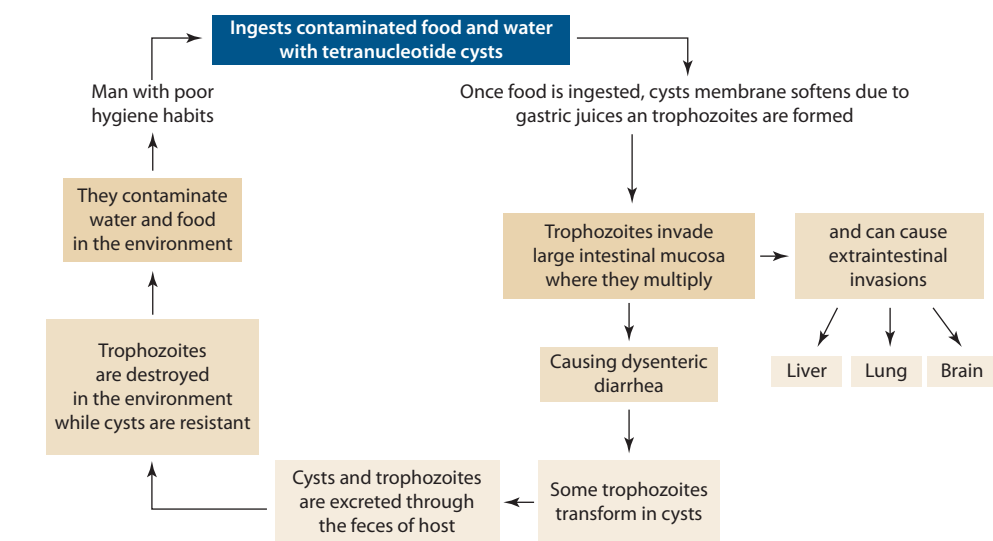 Ingests contaminated food and water
with tetranucleotide cysts
Once food is ingested, cysts membrane softens due to
gastric juices an trophozoites are formed
Trophozoites invade
large intestinal mucosa
where they multiply
and can cause
extraintestinal
invasions
Liver
Lung
Brain
Causing dysenteric
diarrhea
Some trophozoites
transform in cysts
Cysts and trophozoites
are excreted through
the feces of host
Trophozoites
are destroyed
in the environment
while cysts are resistant
They contaminate
water and food
in the environment
Man with poor
hygiene habits